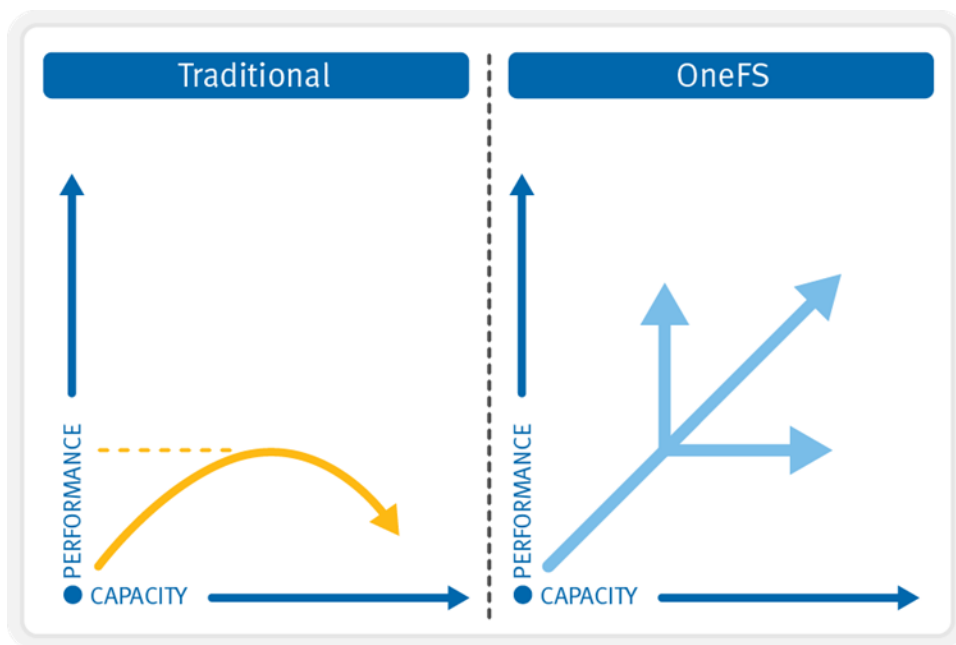 Traditional
PERFORMANCE
CAPACITY
OneFS
PERFORMANCE
CAPACITY